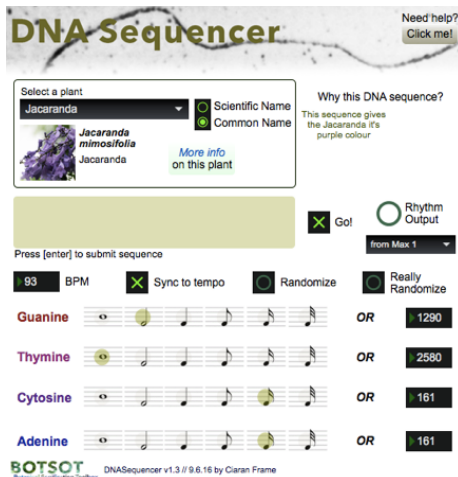 DNA Sequencer
Need help?
Click me!
Select a plant
Jacaranda
Scientific Name
Common Name
Jacaranda
mimosifolia
Jacaranda
More info
on this plant
Why this DNA sequence?
This sequence gives
the Jacaranda it's
purple colour
Go!
Rhythm
Output
from Max 1
Press [enter] to submit sequence
93 BPM
Sync to tempo
Randomize
Really
Randomize
Guanine OR 1290
Thymine OR 2580
Cytosine OR 161
Adenine OR 161
BOTSOT
DNASequencer v1.3 // 9.6.16 by Ciaran Frame